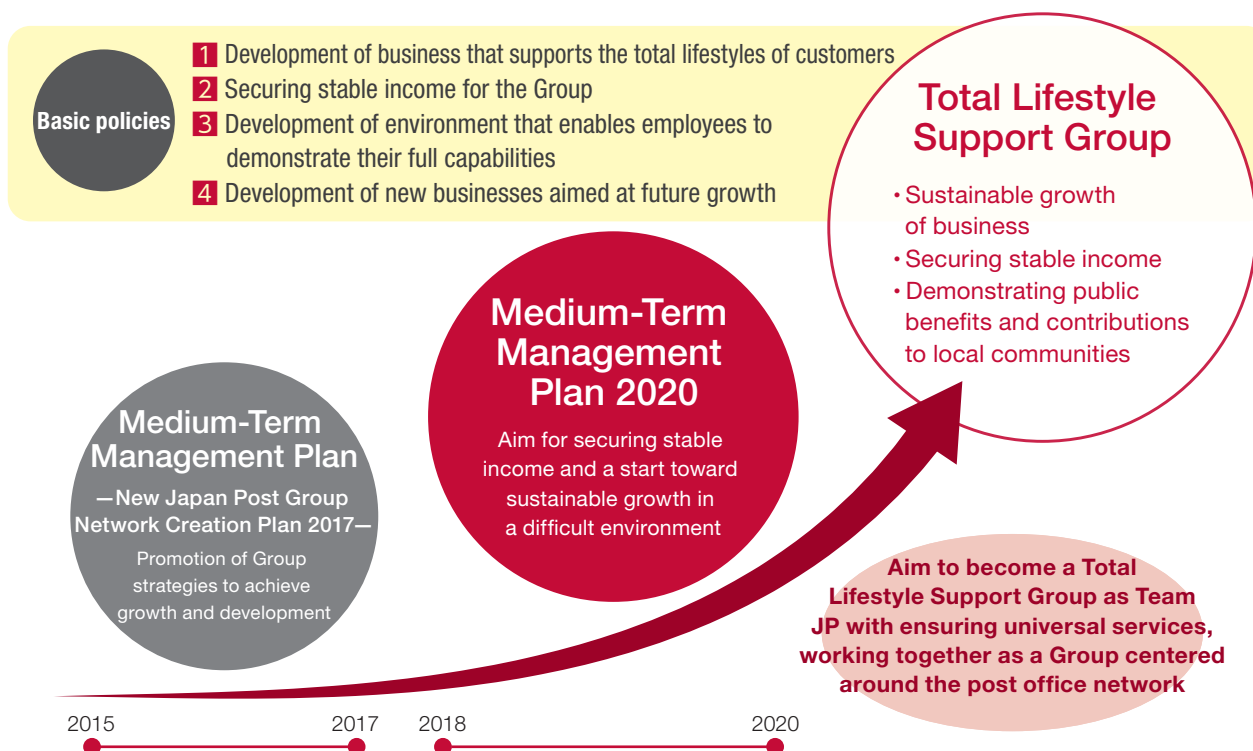 Basic policies
1 Development of business that supports the total lifestyles of customers
2 Securing stable income for the Group
3 Development of environment that enables employees to
demonstrate their full capabilities
4 Development of new businesses aimed at future growth
Total Lifestyle
Support Group
・Sustainable growth
of business
・Securing stable income
・Demonstrating public
benefits and contributions
to local communities
Medium-Term
Management
Plan 2020
Aim for securing stable
income and a start toward
sustainable growth in
a difficult environment
Medium-Term
Management Plan
—New Japan Post Group
Network Creation Plan 2017—
Promotion of Group
strategies to achieve
growth and development
Aim to become a Total
Lifestyle Support Group as Team
JP with ensuring universal services,
working together as a Group centered
around the post office network
2015
2017
2018
2020